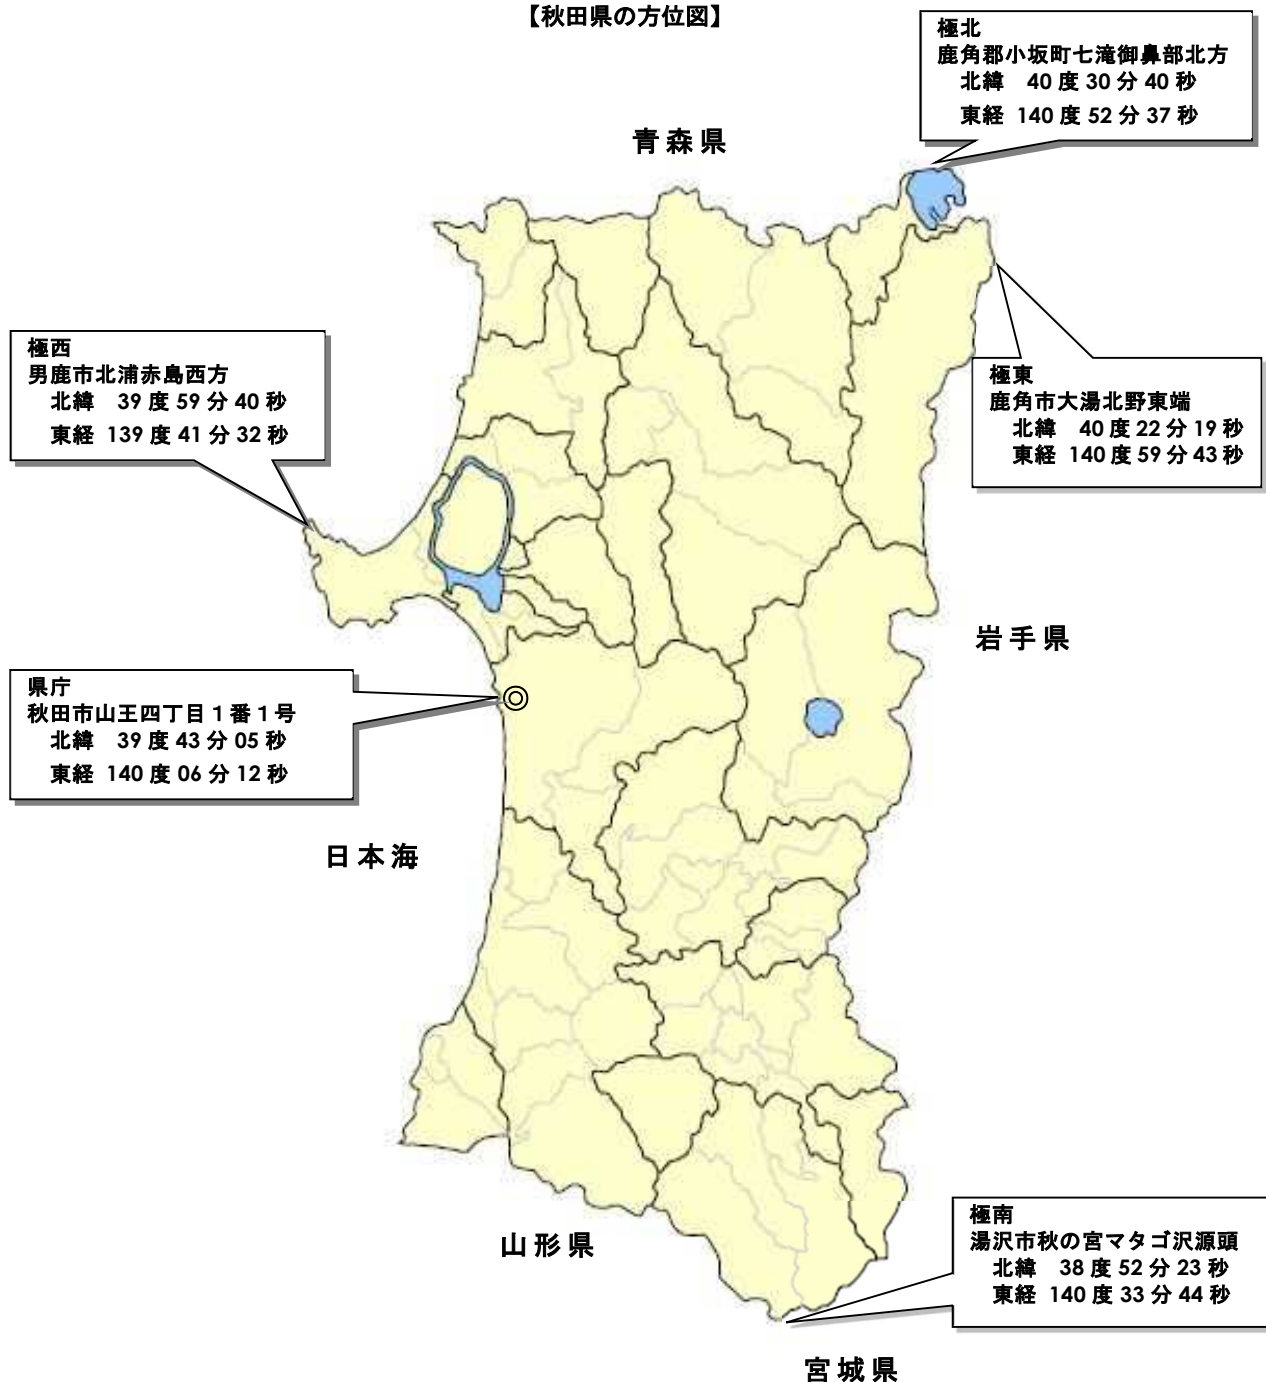 【秋田県の方位図】
極北
鹿角郡小坂町七滝御鼻部北方
北緯 40 度 30 分 40 秒
東経 140 度 52 分 37 秒
青森県
極西
男鹿市北浦赤島西方
北緯 39 度 59 分 40 秒
東経 139 度 41 分 32 秒
極東
鹿角市大湯北野東端
北緯 40 度 22 分 19 秒
東経 140 度 59 分 43 秒
岩手県
県庁
秋田市山王四丁目1番1号
北緯 39 度 43 分 05 秒
東経 140 度 06 分 12 秒
日本海
山形県
極南
湯沢市秋の宮マタゴ沢源頭
北緯 38 度 52 分 23 秒
東経 140 度 33 分 44 秒
宮城県